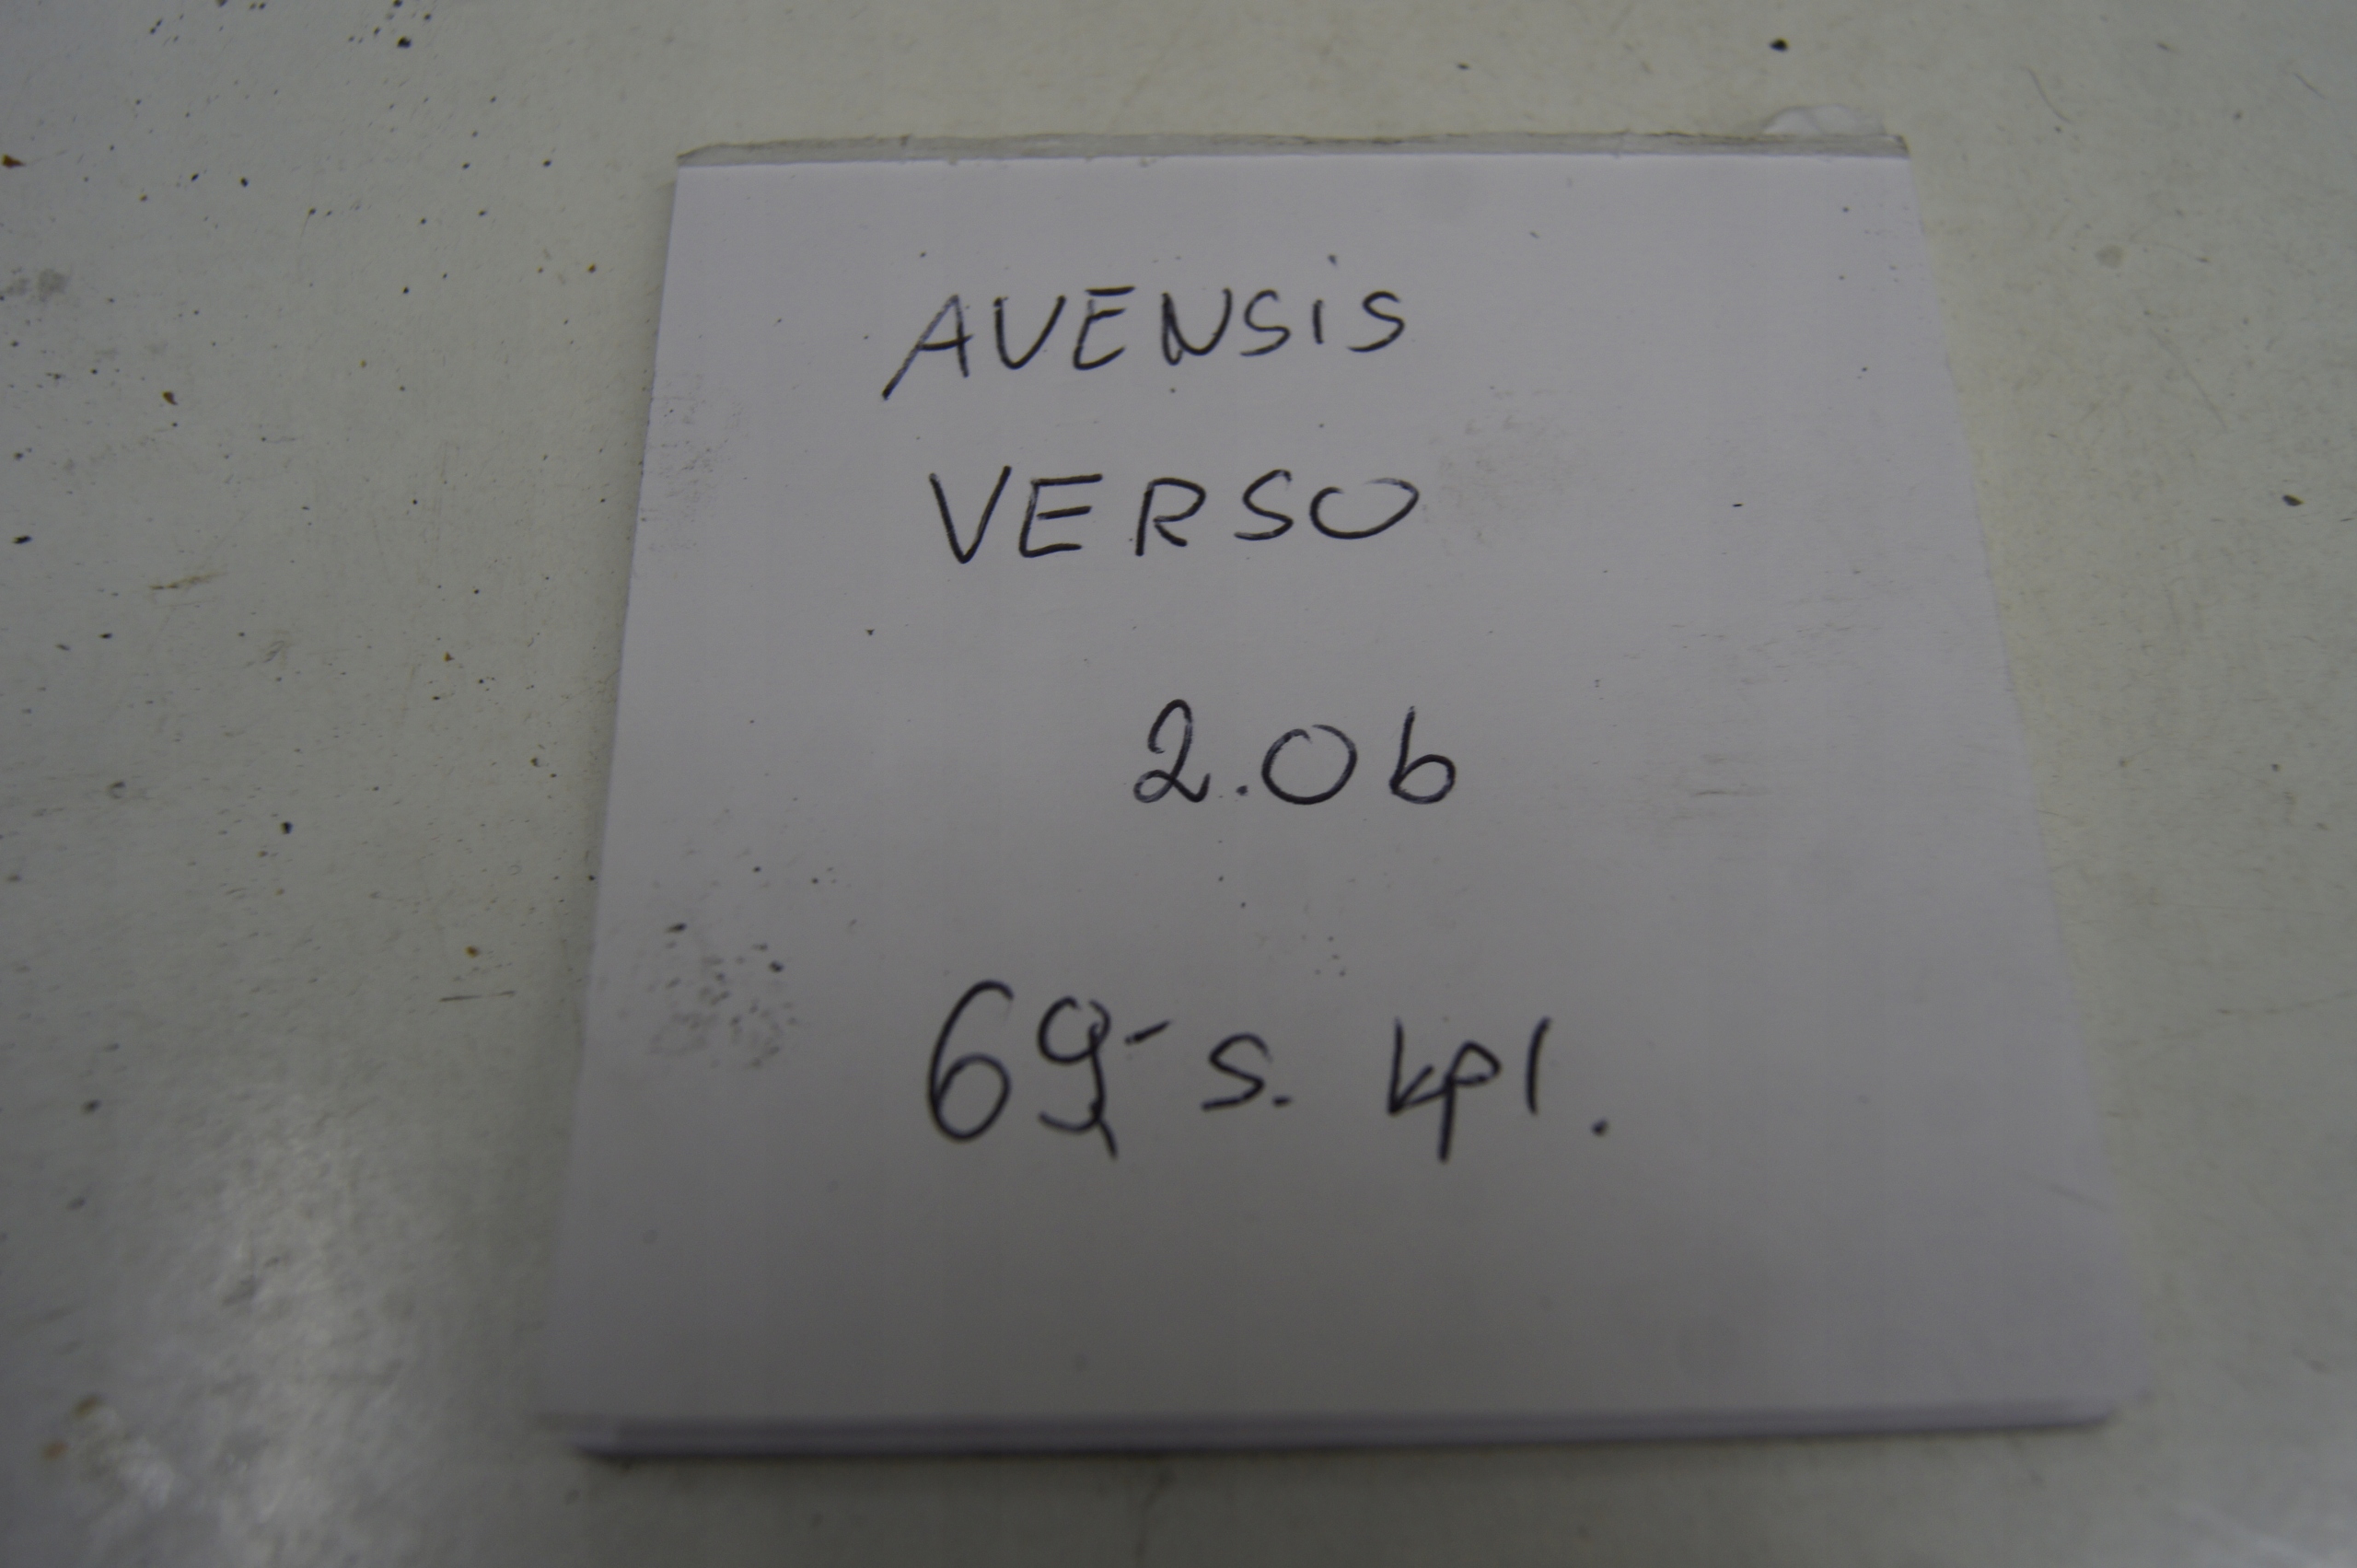 AVENSiS
VERSO
2.0b
69,- s. kpl.